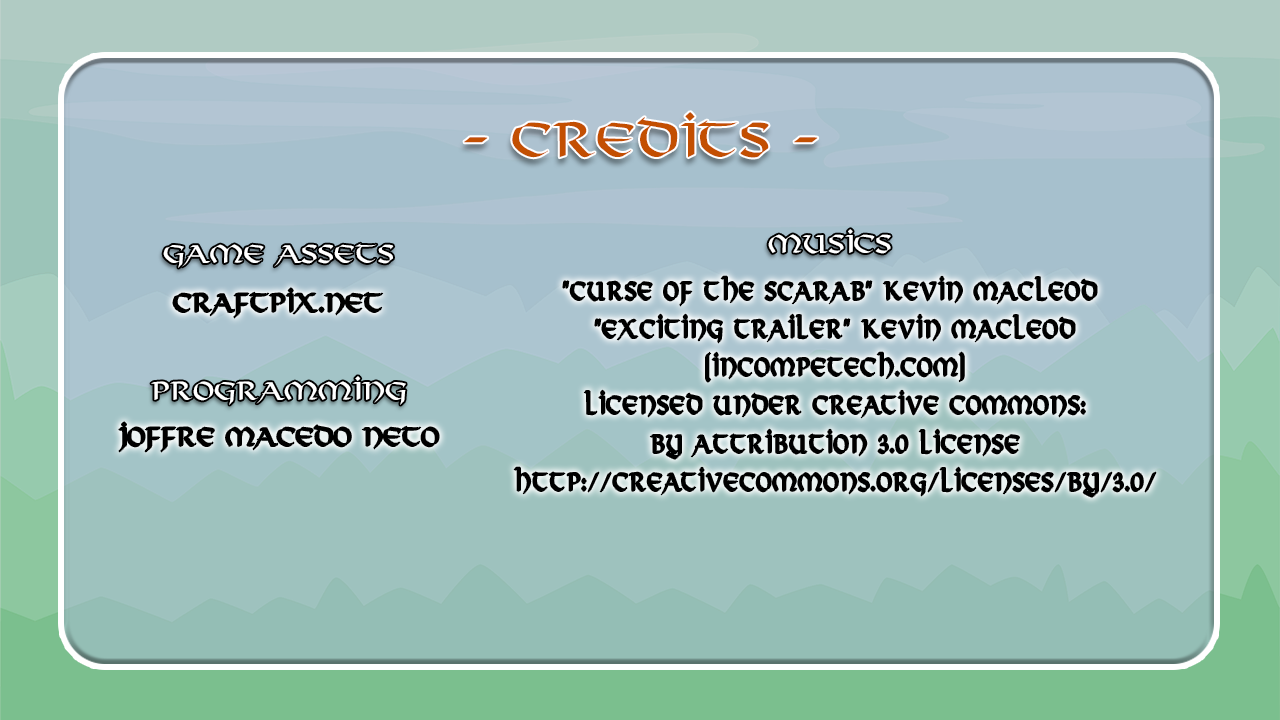 - CREDITS -
GAME ASSETS
CRAFTPIX.NET
PROGRAMMING
JOFFRE MACEDO NETO
MUSICS
"CURSE OF THE SCARAB" KEVIN MACLEOD
"EXCITING TRAILER" KEVIN MACLEOD
(INCOMPETECH.COM)
LICENSED UNDER CREATIVE COMMONS:
BY ATTRIBUTION 3.0 LICENSE
HTTP://CREATIVECOMMONS.ORG/LICENSES/BY/3.0/